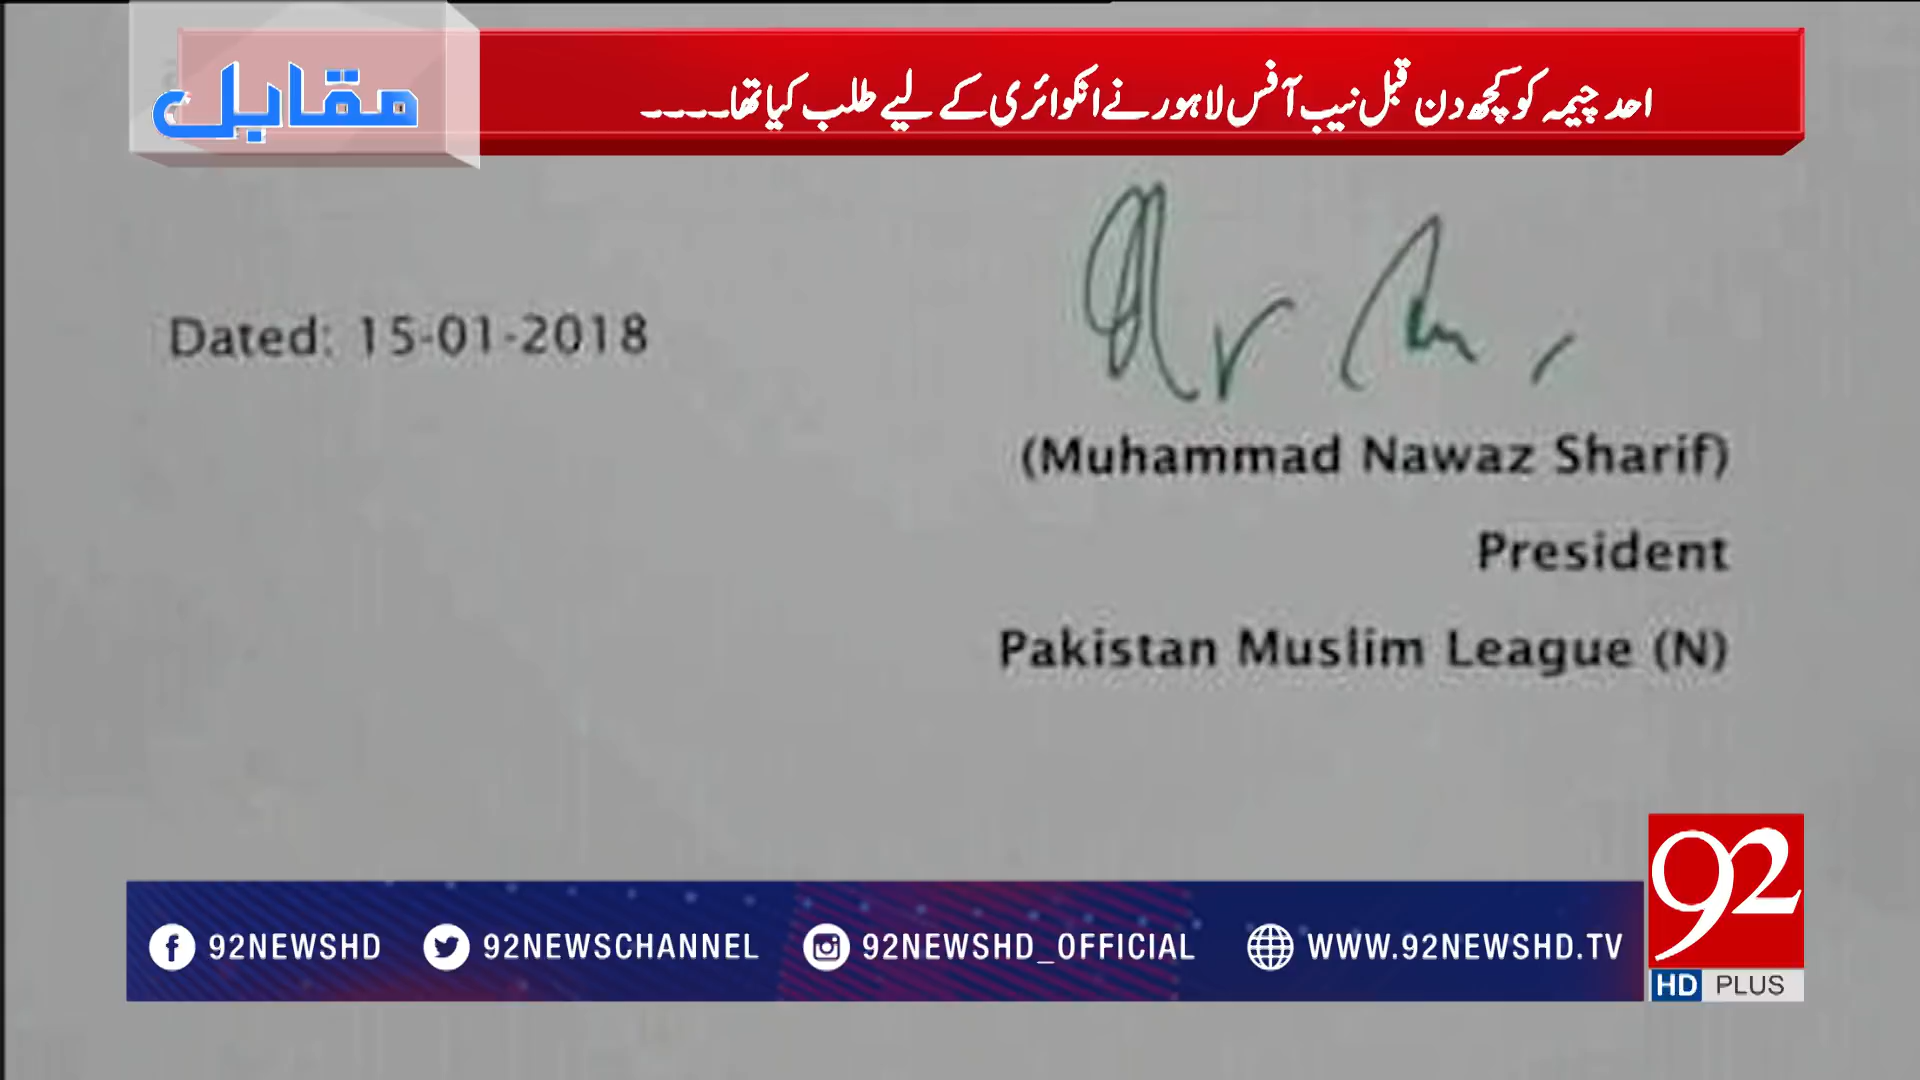 مقابل
احد چیمہ کو کچھ دن قبل نیب آفس لاہور نے انکوائری کے لیے طلب کیا تھا۔۔۔۔
Dated: 15-01-2018
(Muhammad Nawaz Sharif)
President
Pakistan Muslim League (N)
92NEWSHD
92NEWSCHANNEL
92NEWSHD_OFFICIAL
WWW.92NEWSHD.TV
92
HD PLUS